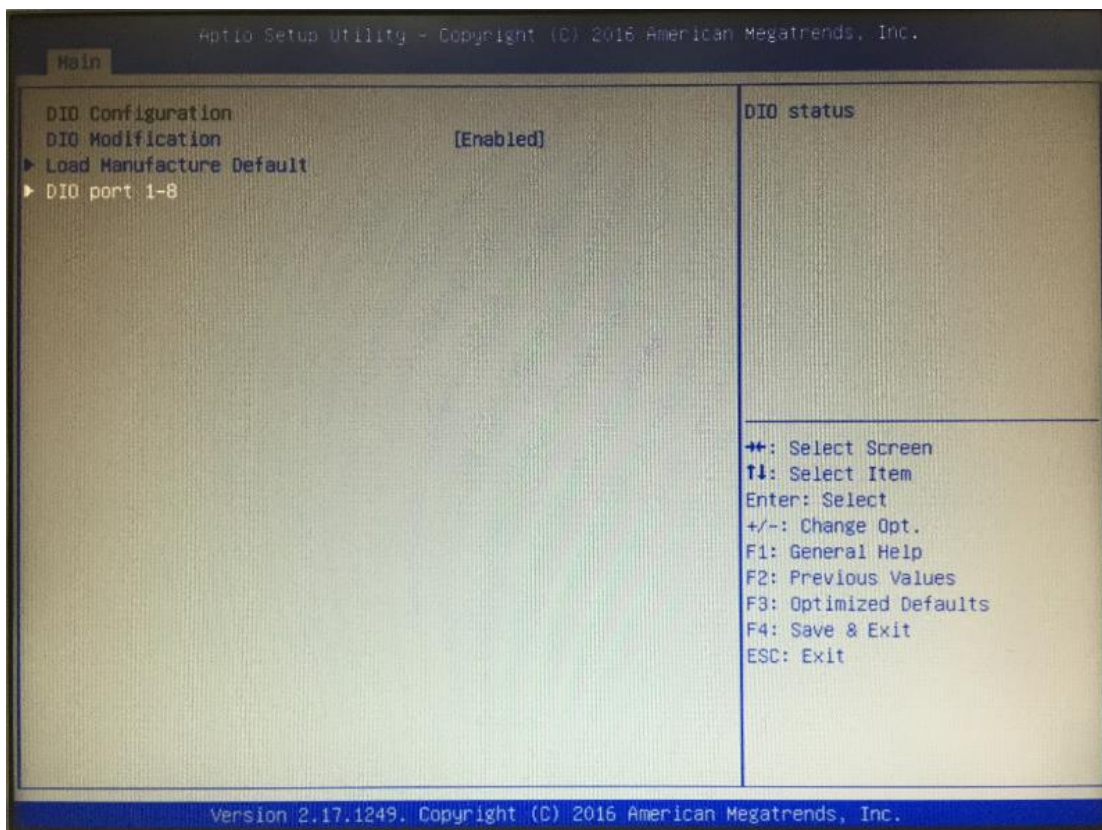 Aptio Setup Utility - Copyright (C) 2016 American Megatrends, Inc.
Main
DIO Configuration
DIO Modification [Enabled]
► Load Manufacture Default
► DIO port 1-8
DIO status
→←: Select Screen
↑↓: Select Item
Enter: Select
+/-: Change Opt.
F1: General Help
F2: Previous Values
F3: Optimized Defaults
F4: Save & Exit
ESC: Exit
Version 2.17.1249. Copyright (C) 2016 American Megatrends, Inc.